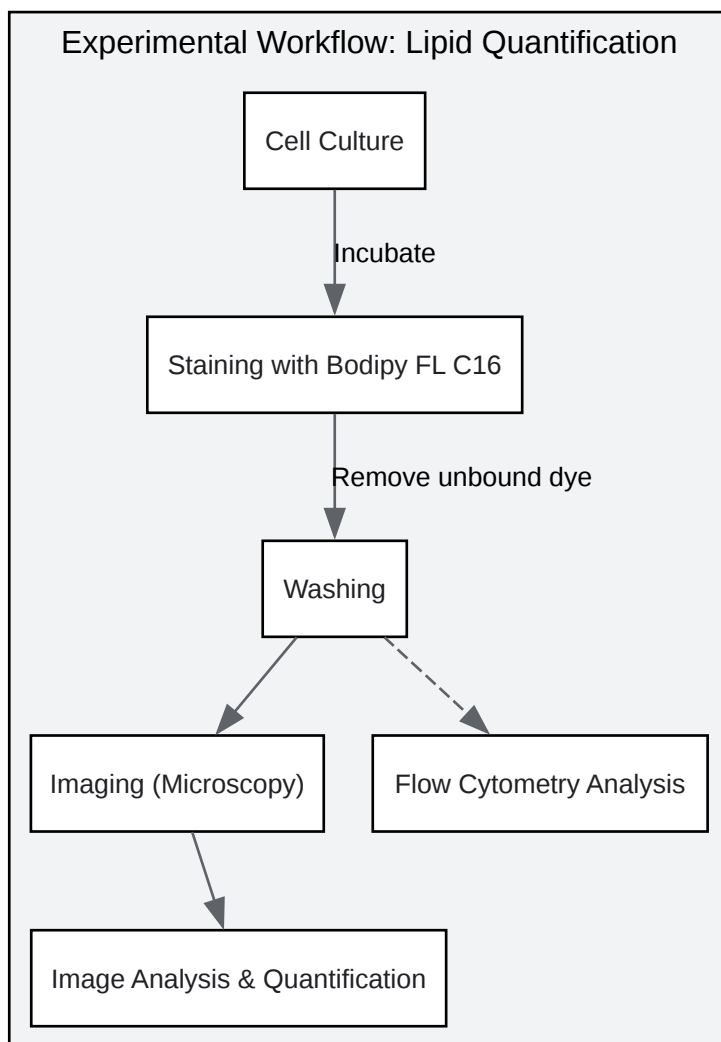 Experimental Workflow: Lipid Quantification
Cell Culture
Incubate
Staining with Bodipy FL C16
Remove unbound dye
Washing
Imaging (Microscopy)
Flow Cytometry Analysis
Image Analysis & Quantification